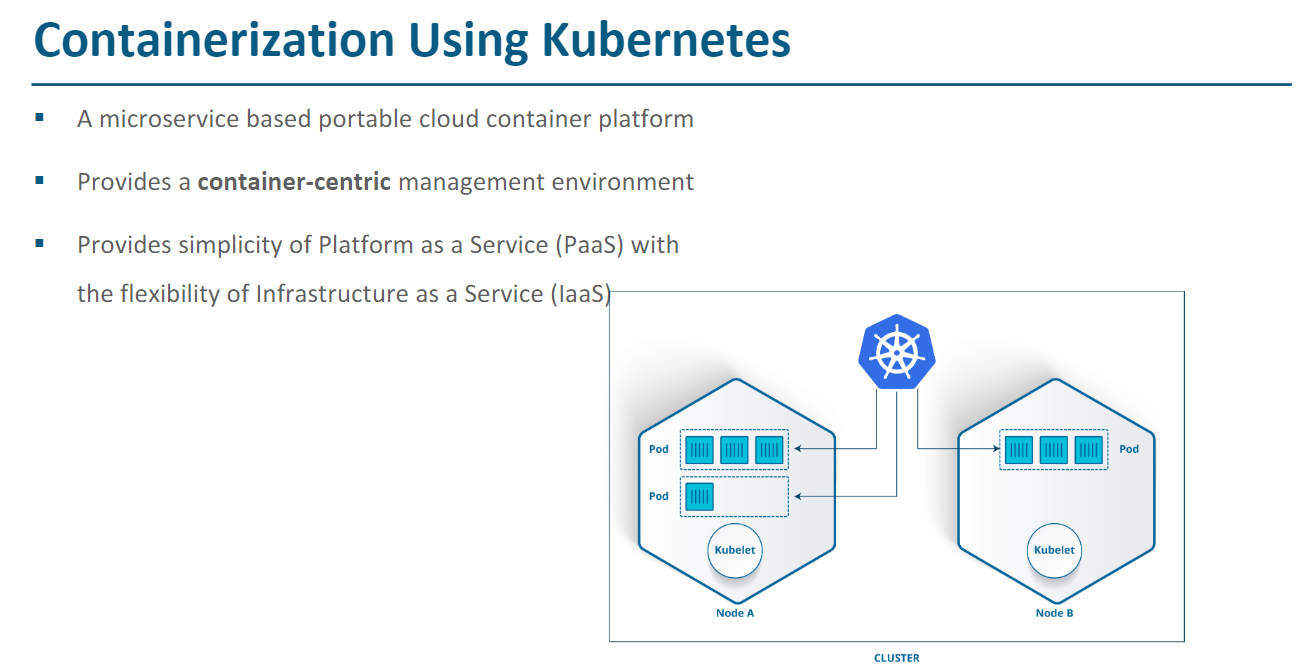 Containerization Using Kubernetes
A microservice based portable cloud container platform
Provides a container-centric management environment
Provides simplicity of Platform as a Service (PaaS) with
the flexibility of Infrastructure as a Service (IaaS)
Pod
Pod
Kubelet
Node A
Pod
Kubelet
Node B
CLUSTER